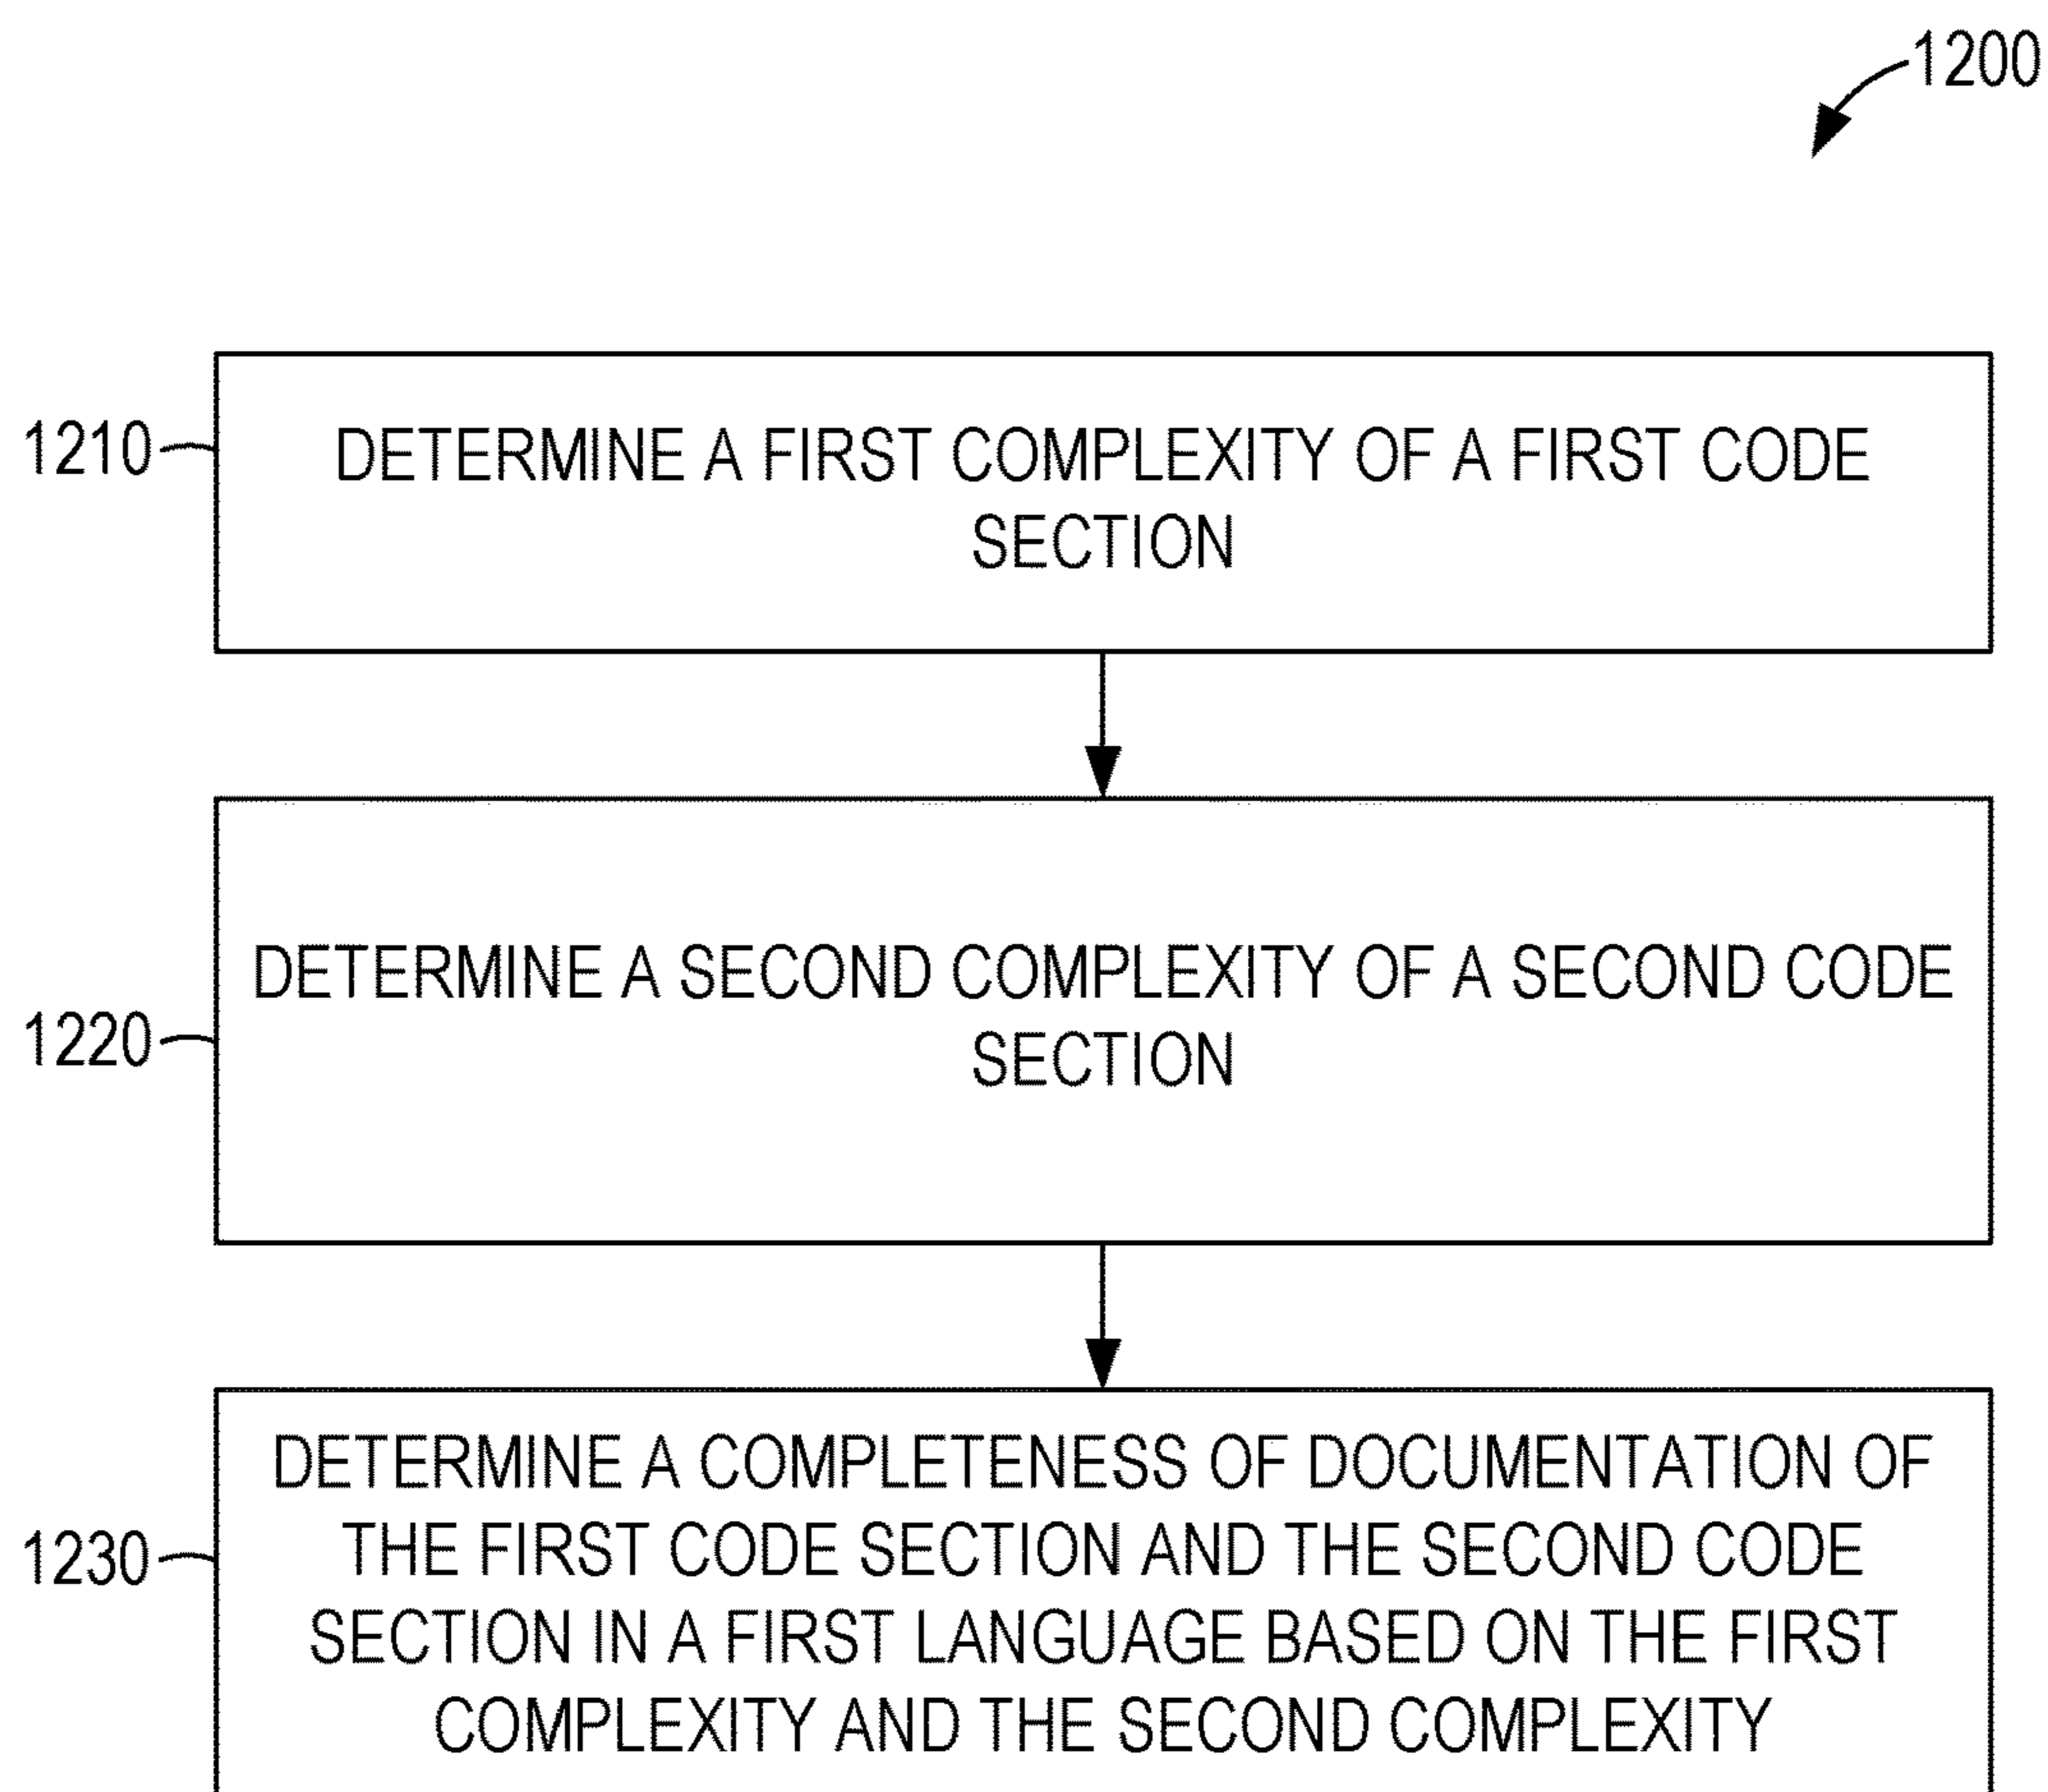 1200
1210
DETERMINE A FIRST COMPLEXITY OF A FIRST CODE
SECTION
DETERMINE A SECOND COMPLEXITY OF A SECOND CODE
1220
SECTION
DETERMINE A COMPLETENESS OF DOCUMENTATION OF
1230
THE FIRST CODE SECTION AND THE SECOND CODE
SECTION IN A FIRST LANGUAGE BASED ON THE FIRST
COMPLEXITY AND THE SECOND COMPLEXITY